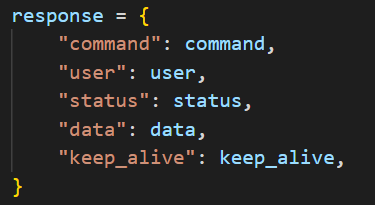 response = {
    "command": command,
    "user": user,
    "status": status,
    "data": data,
    "keep_alive": keep_alive,
}